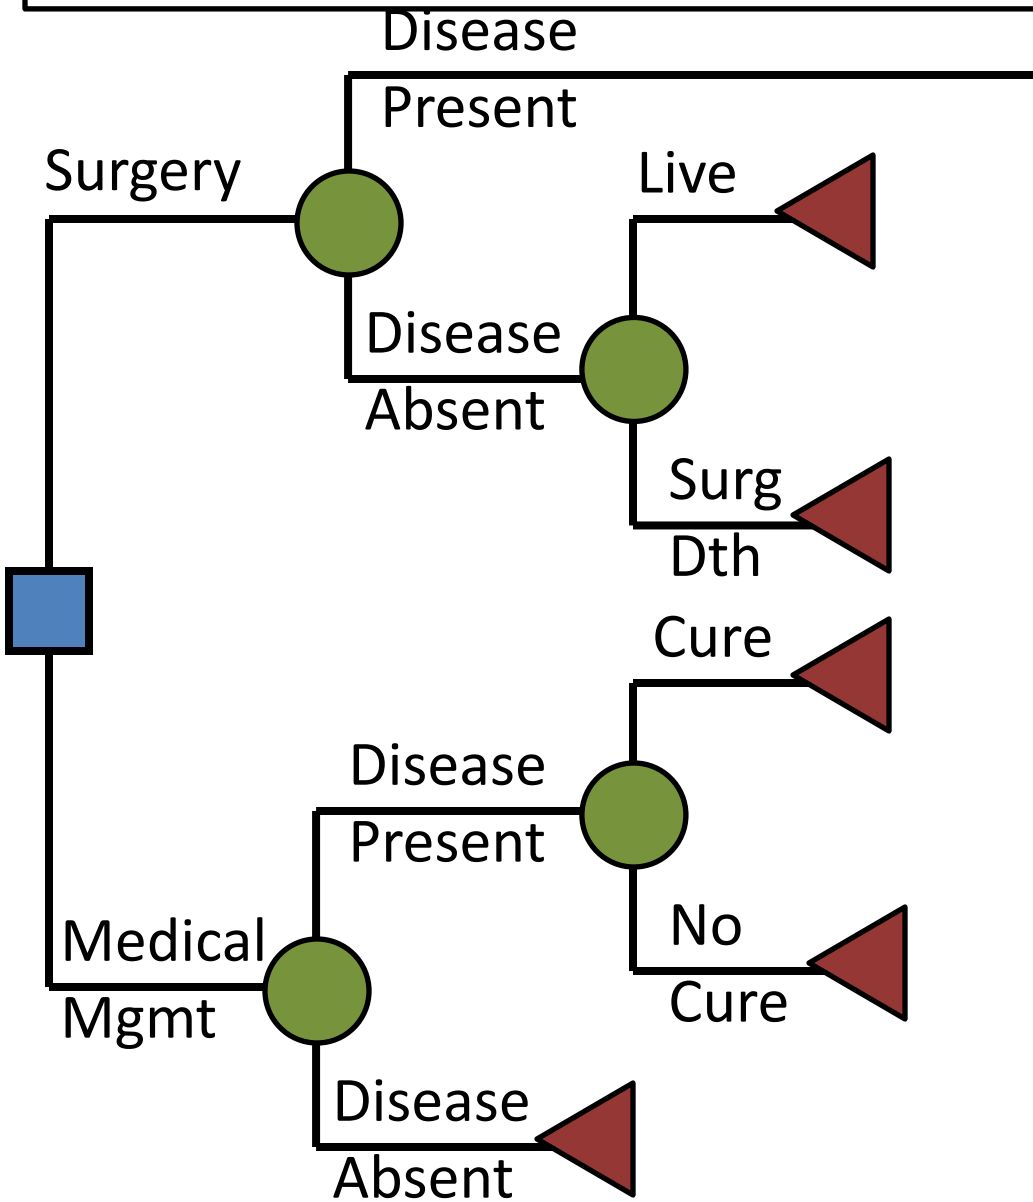 Disease
Present
Surgery
Live
Disease
Absent
Surg
Dth
Cure
Disease
Present
No
Cure
Medical
Mgmt
Disease
Absent